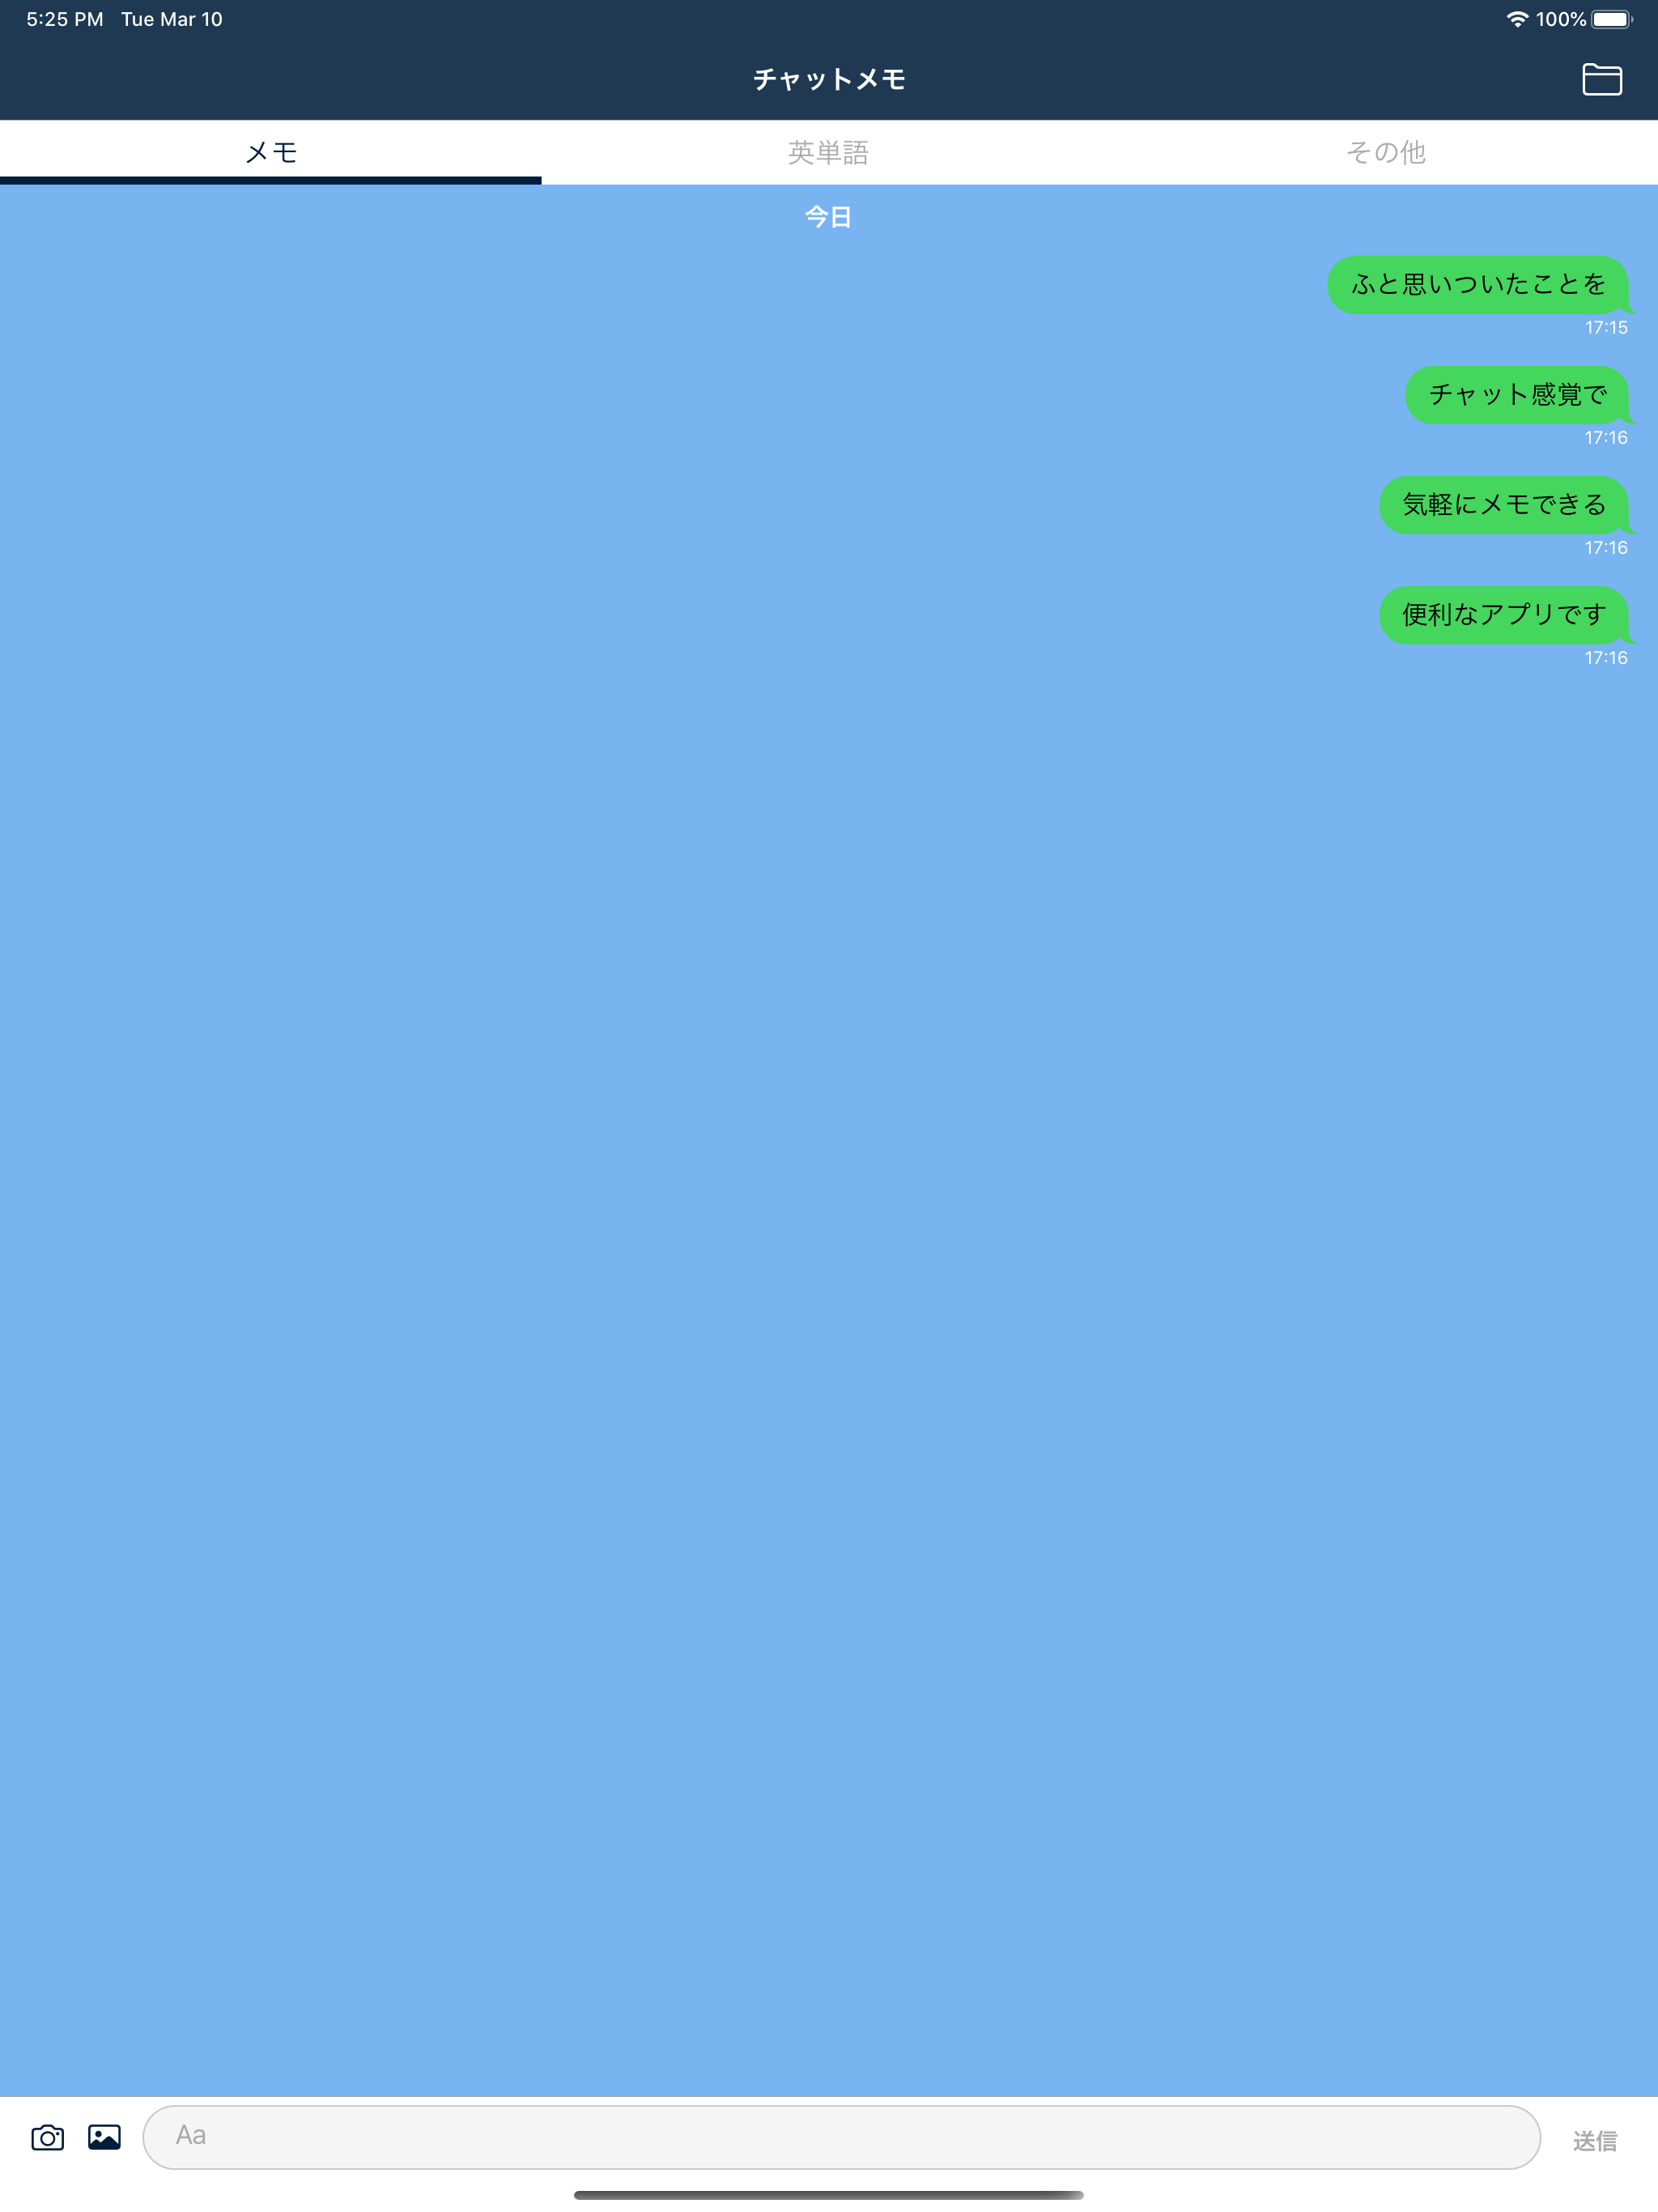 5:25 PM Tue Mar 10 100%
チャットメモ
メモ 英単語 その他
今日
ふと思いついたことを
17:15
チャット感覚で
17:16
気軽にメモできる
17:16
便利なアプリです
17:16
Aa 送信